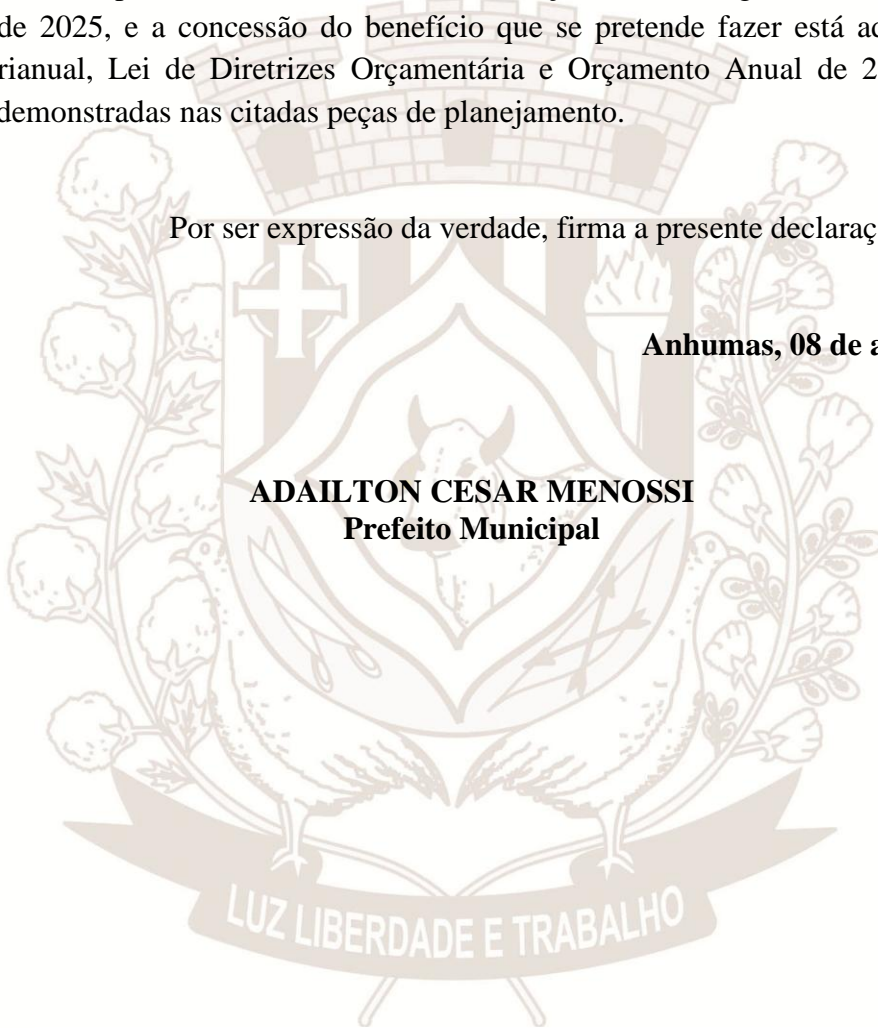 de 2025, e a concessão do benefício que se pretende fazer está
rianual, Lei de Diretrizes Orçamentária e Orçamento Anual de 2
demonstradas nas citadas peças de planejamento.
Por ser expressão da verdade, firma a presente declaraç
Anhumas, 08 de a
ADAILTON CESAR MENOSSI
Prefeito Municipal
LUZ LIBERDADE E TRABALHO